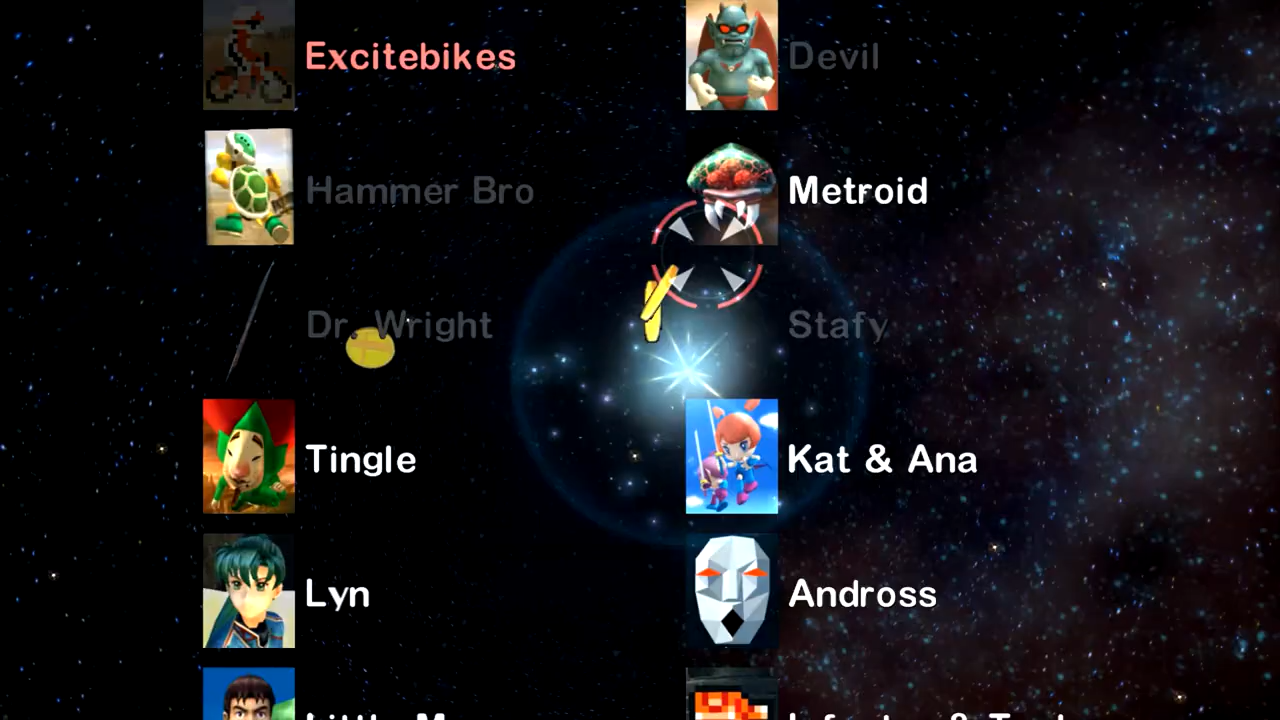 Excitebikes
Devil
Hammer Bro
Metroid
Dr. Wright
Stafy
Tingle
Kat & Ana
Lyn
Andross